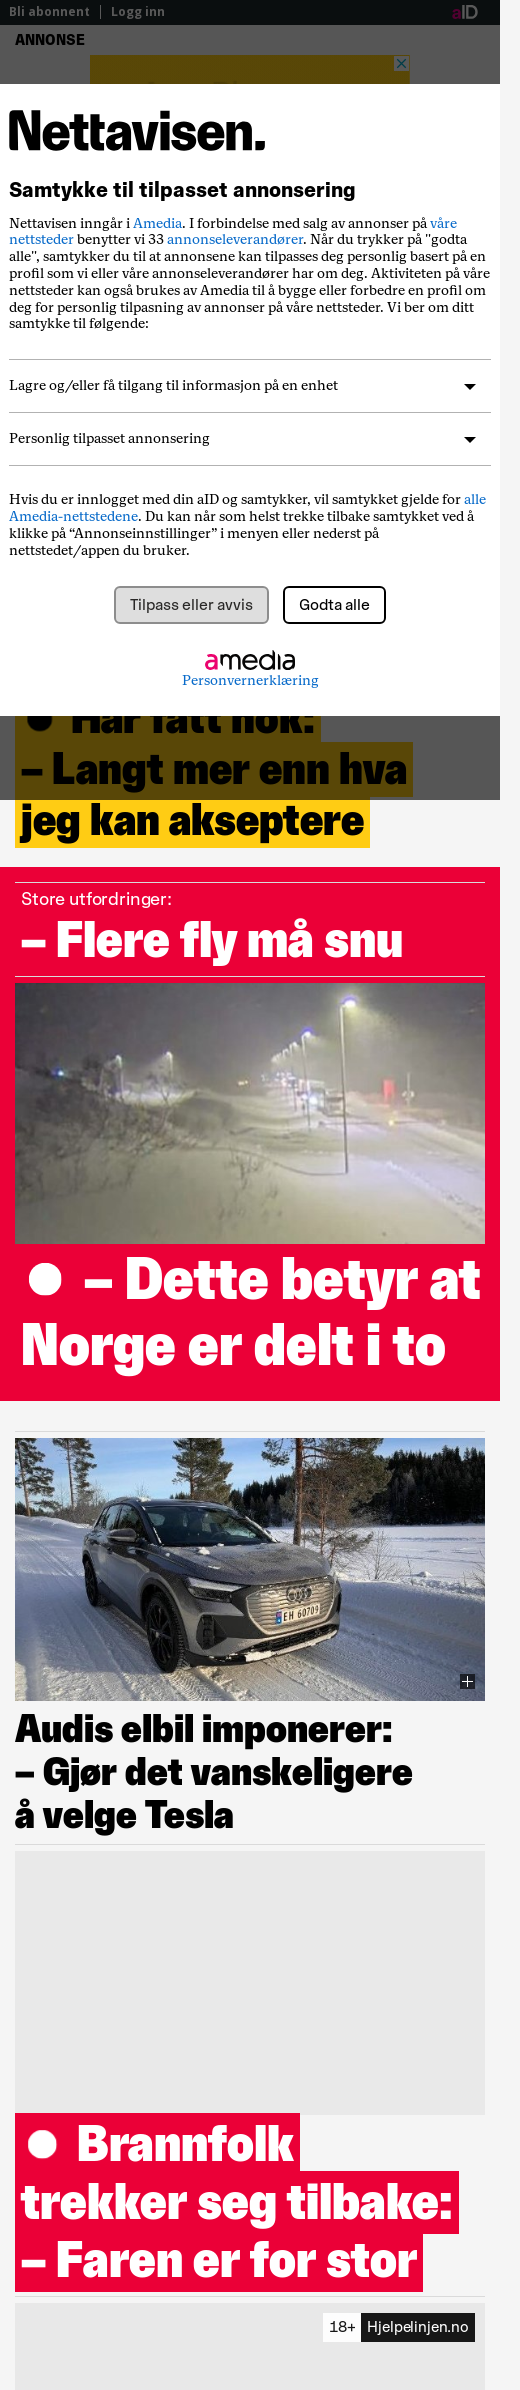 Bli abonnent | Logg inn
aID
ANNONSE
Nettavisen.
Samtykke til tilpasset annonsering
Nettavisen inngår i Amedia. I forbindelse med salg av annonser på våre
nettsteder benytter vi 33 annonseleverandører. Når du trykker på "godta
alle", samtykker du til at annonsene kan tilpasses deg personlig basert på en
profil som vi eller våre annonseleverandører har om deg. Aktiviteten på våre
nettsteder kan også brukes av Amedia til å bygge eller forbedre en profil om
deg for personlig tilpasning av annonser på våre nettsteder. Vi ber om ditt
samtykke til følgende:
Lagre og/eller få tilgang til informasjon på en enhet
Personlig tilpasset annonsering
Hvis du er innlogget med din aID og samtykker, vil samtykket gjelde for alle
Amedia-nettstedene. Du kan når som helst trekke tilbake samtykket ved å
klikke på “Annonseinnstillinger” i menyen eller nederst på
nettstedet/appen du bruker.
Tilpass eller avvis
Godta alle
amedia
Personvernerklæring
Har fått nok:
– Langt mer enn hva
jeg kan akseptere
Store utfordringer:
– Flere fly må snu
– Dette betyr at
Norge er delt i to
EH 60709
Audis elbil imponerer:
– Gjør det vanskeligere
å velge Tesla
Brannfolk
trekker seg tilbake:
– Faren er for stor
18+ Hjelpelinjen.no